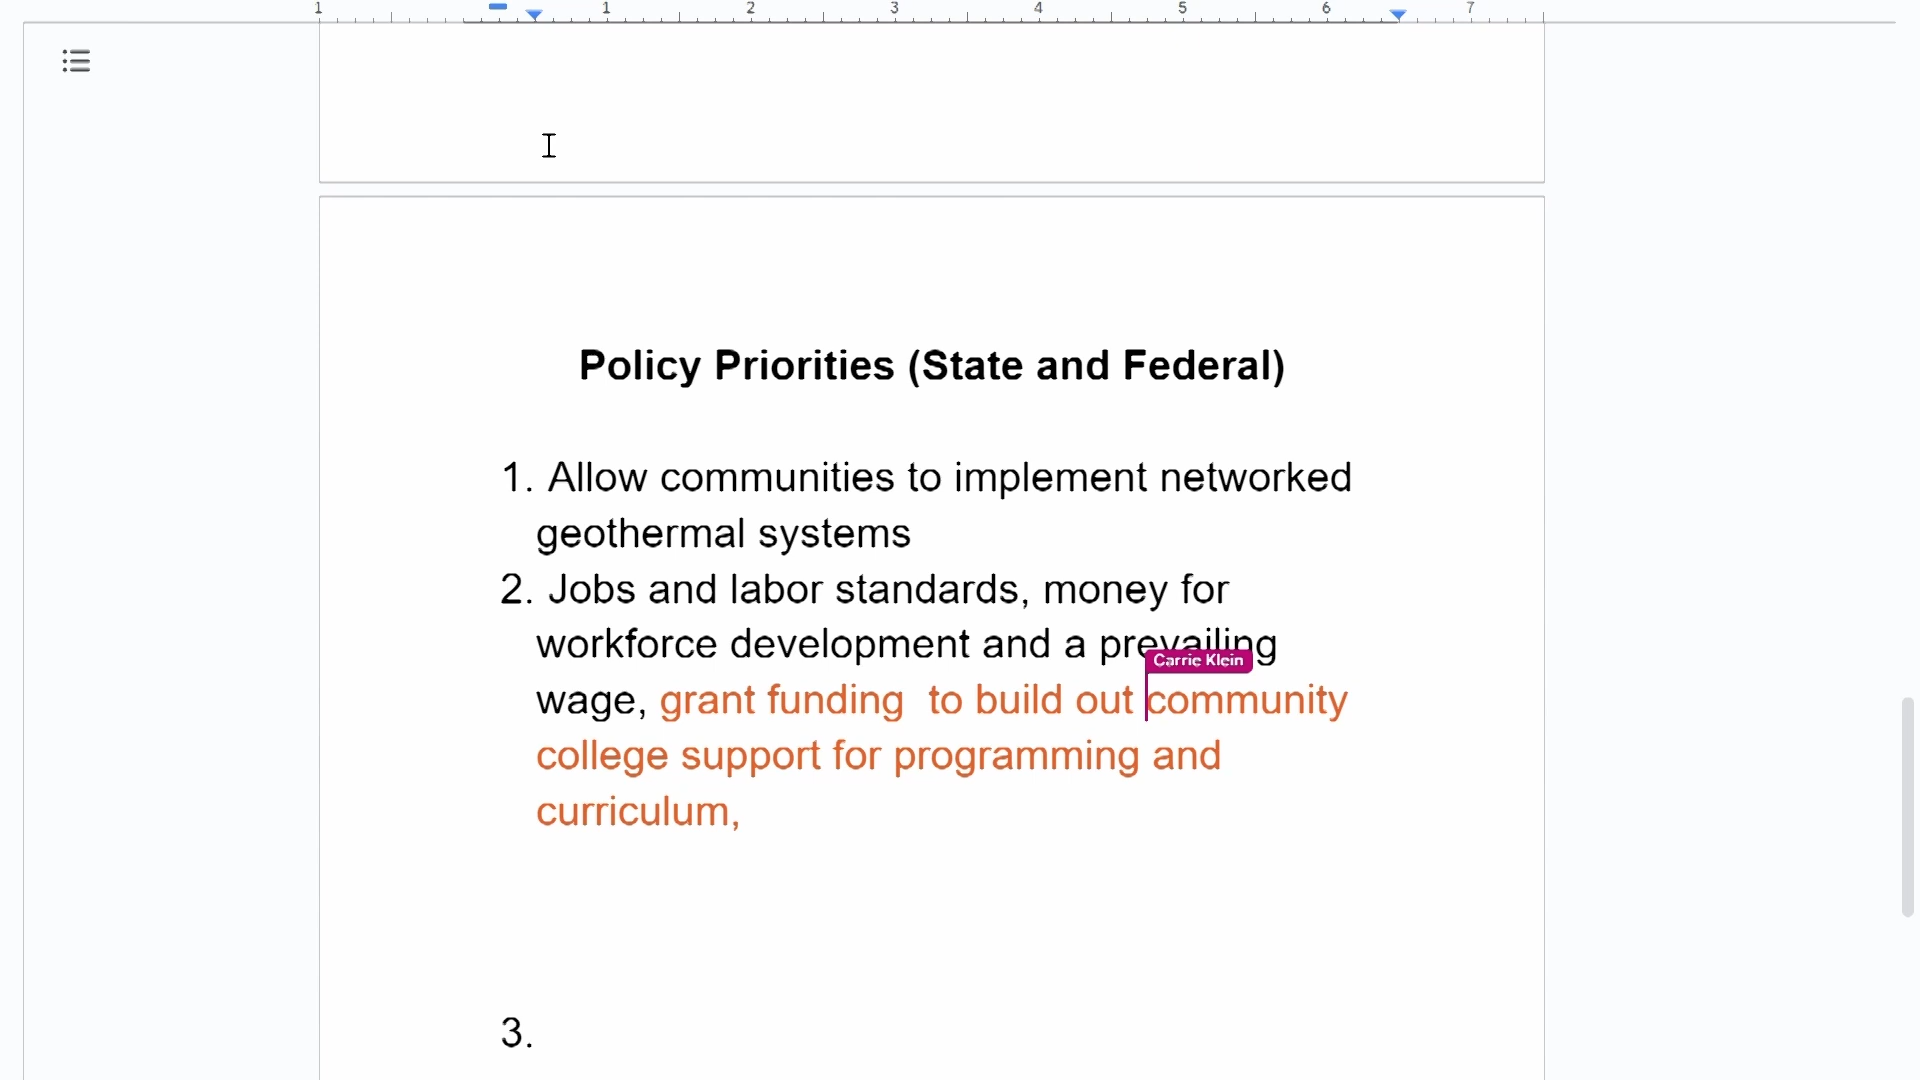 1 1 2 3 4 5 6 7
Policy Priorities (State and Federal)
1. Allow communities to implement networked
geothermal systems
2. Jobs and labor standards, money for
workforce development and a prevailing
Carrie Klein
wage, grant funding  to build out community
college support for programming and
curriculum,
3.